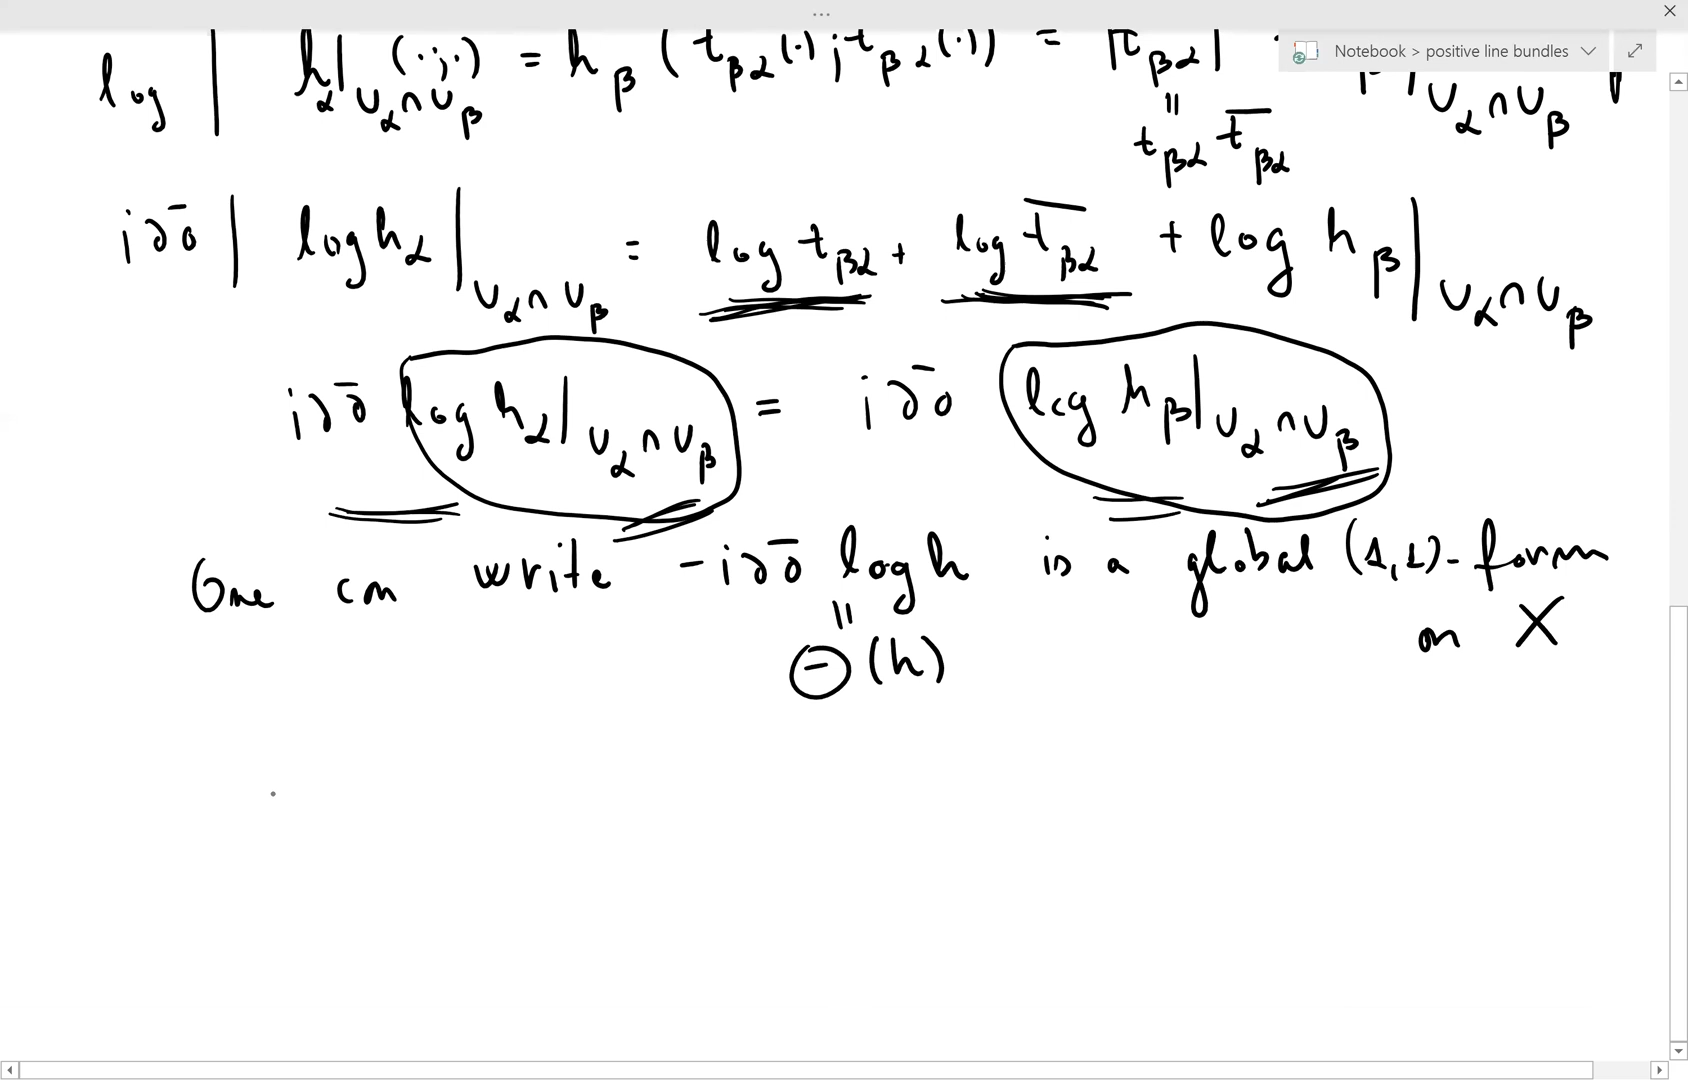 Notebook > positive line bundles
log | h_α|_{U_α∩U_β} (·;·) = h_β (t_{βα}(·); t_{βα}(·)) = |t_{βα}|
|| U_α∩U_β
t_{βα} \overline{t_{βα}}
i∂∂̄ | log h_α|_{U_α∩U_β} = log t_{βα} + log \overline{t_{βα}} + log h_β|_{U_α∩U_β}
i∂∂̄ log h_α|_{U_α∩U_β} = i∂∂̄ log h_β|_{U_α∩U_β}
One can write -i∂∂̄ log h is a global (1,1)-form
|| on X
Θ(h)